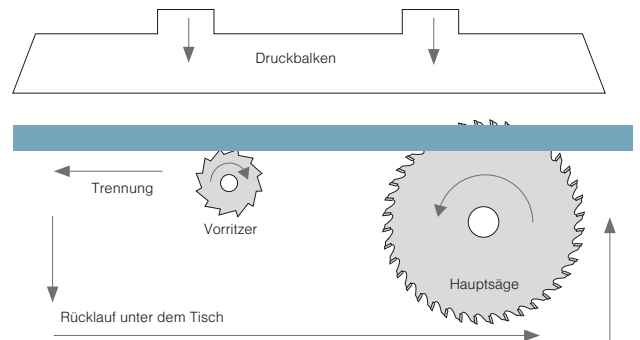 Druckbalken
Trennung
Vorritzer
Hauptsäge
Rücklauf unter dem Tisch